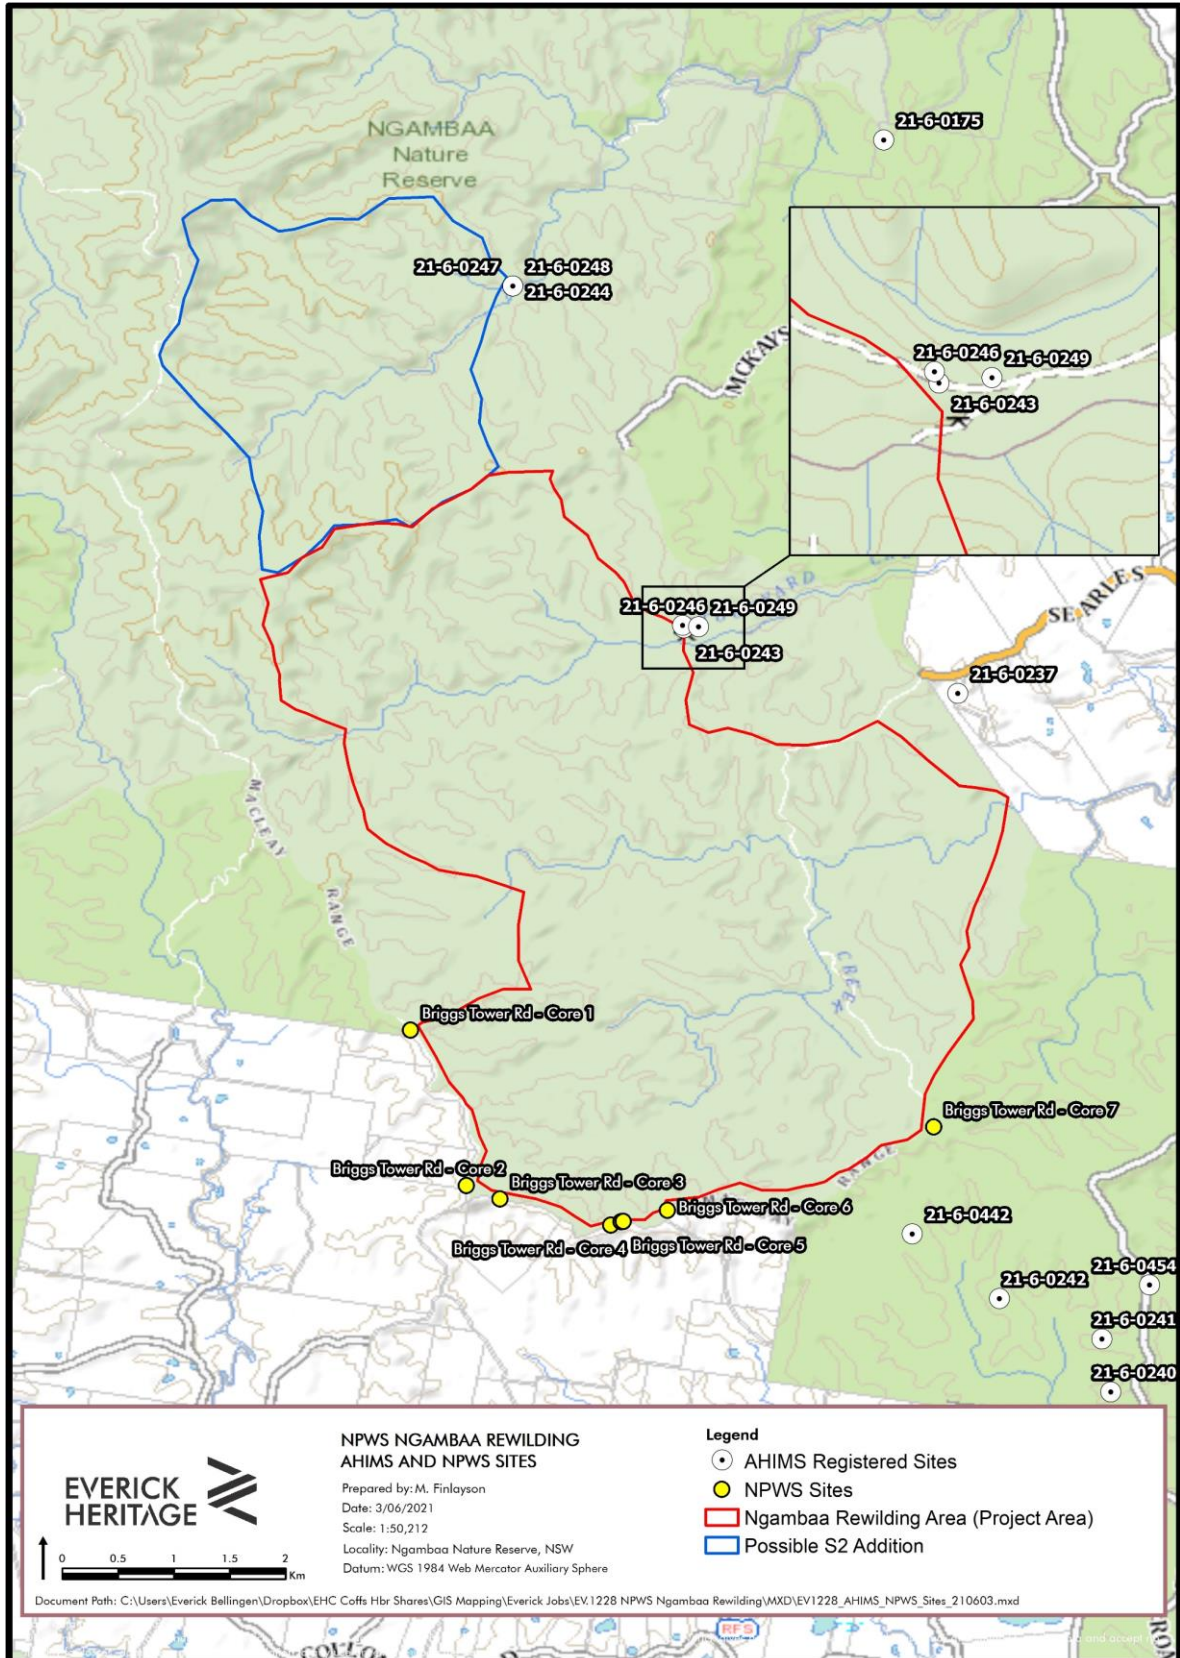 NGAMBAA
Nature
Reserve
21-6-0175
21-6-0247
21-6-0248
21-6-0244
MCKAYS
21-6-0246
21-6-0249
21-6-0243
21-6-0246
21-6-0249
21-6-0243
SEARLES
21-6-0237
MACLEAY
RANGE
CREEK
Briggs Tower Rd - Core 1
Briggs Tower Rd - Core 7
RANGE
Briggs Tower Rd - Core 2
Briggs Tower Rd - Core 3
Briggs Tower Rd - Core 6
Briggs Tower Rd - Core 4
Briggs Tower Rd - Core 5
21-6-0442
21-6-0454
21-6-0242
21-6-0241
21-6-0240
EVERICK
HERITAGE
0 0.5 1 1.5 2
Km
NPWS NGAMBAA REWILDING
AHIMS AND NPWS SITES
Prepared by: M. Finlayson
Date: 3/06/2021
Scale: 1:50,212
Locality: Ngambaa Nature Reserve, NSW
Datum: WGS 1984 Web Mercator Auxiliary Sphere
Legend
AHIMS Registered Sites
NPWS Sites
Ngambaa Rewilding Area (Project Area)
Possible S2 Addition
Document Path: C:\Users\Everick Bellingen\Dropbox\EHC Coffs Hbr Shares\GIS Mapping\Everick Jobs\EV.1228 NPWS Ngambaa Rewilding\MXD\EV1228_AHIMS_NPWS_Sites_210603.mxd
RFS
and accept